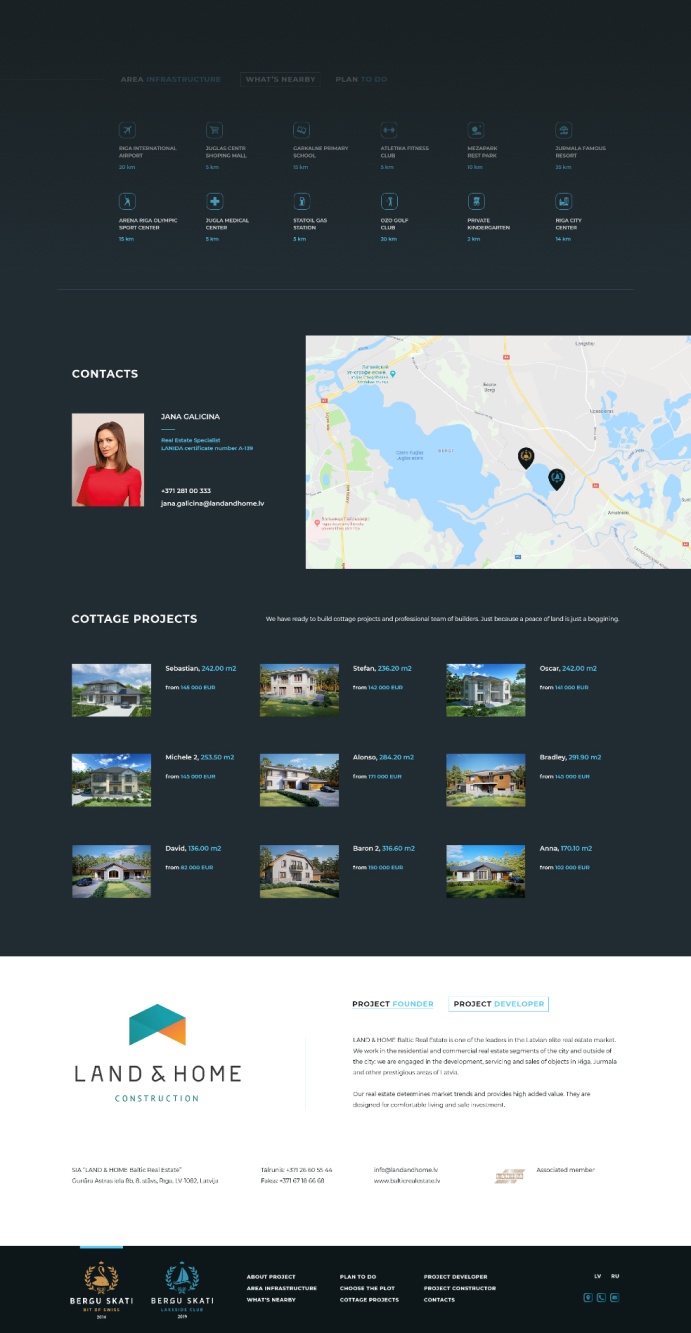 AREA INFRASTRUCTURE
WHAT'S NEARBY
PLAN TO DO
RIGA INTERNATIONAL
AIRPORT
20 km
JUGLAS CENTR
SHOPING MALL
5 km
GARKALNE PRIMARY
SCHOOL
12 km
ATLETIKA FITNESS
CLUB
5 km
MEZAPARK
REST PARK
10 km
JURMALA FAMOUS
RESORT
35 km
ARENA RIGA OLYMPIC
SPORT CENTER
15 km
JUGLA MEDICAL
CENTER
5 km
STATOIL GAS
STATION
3 km
OZO GOLF
CLUB
20 km
PRIVATE
KINDERGARTEN
2 km
RIGA CITY
CENTER
14 km
CONTACTS
JANA GALICINA
Real Estate Specialist
LANIDA certificate number A-139
+371 281 00 333
jana.galicina@landandhome.lv
BERĢI
COTTAGE PROJECTS
We have ready to build cottage projects and professional team of builders. Just because a peace of land is just a beggining.
Sebastian, 242.00 m2
from 148 000 EUR
Stefan, 236.20 m2
from 142 000 EUR
Oscar, 242.00 m2
from 141 000 EUR
Michele 2, 253.50 m2
from 145 000 EUR
Alonso, 284.20 m2
from 171 000 EUR
Bradley, 291.90 m2
from 145 000 EUR
David, 136.00 m2
from 82 000 EUR
Baron 2, 316.60 m2
from 190 000 EUR
Anna, 170.10 m2
from 102 000 EUR
LAND & HOME
CONSTRUCTION
PROJECT FOUNDER
PROJECT DEVELOPER
LAND & HOME Baltic Real Estate is one of the leaders in the Latvian elite real estate market.
We work in the residential and commercial real estate segments of the city and outside of
the city: we are engaged in the development, servicing and sales of objects in Riga, Jurmala
and other prestigious areas of Latvia.
Our real estate determines market trends and provides high added value. They are
designed for comfortable living and safe investment.
SIA "LAND & HOME Baltic Real Estate"
Gunāra Astras iela 8b, 8. stāvs, Rīga, LV-1082, Latvija
Tālrunis: +371 26 60 55 44
Fakss: +371 67 18 66 68
info@landandhome.lv
www.balticrealestate.lv
LANIDA
Associated member
BERGU SKATI
BIT OF SWISS
2014
BERGU SKATI
LAKESIDE CLUB
2019
ABOUT PROJECT
AREA INFRASTRUCTURE
WHAT'S NEARBY
PLAN TO DO
CHOOSE THE PLOT
COTTAGE PROJECTS
PROJECT DEVELOPER
PROJECT CONSTRUCTOR
CONTACTS
LV
RU